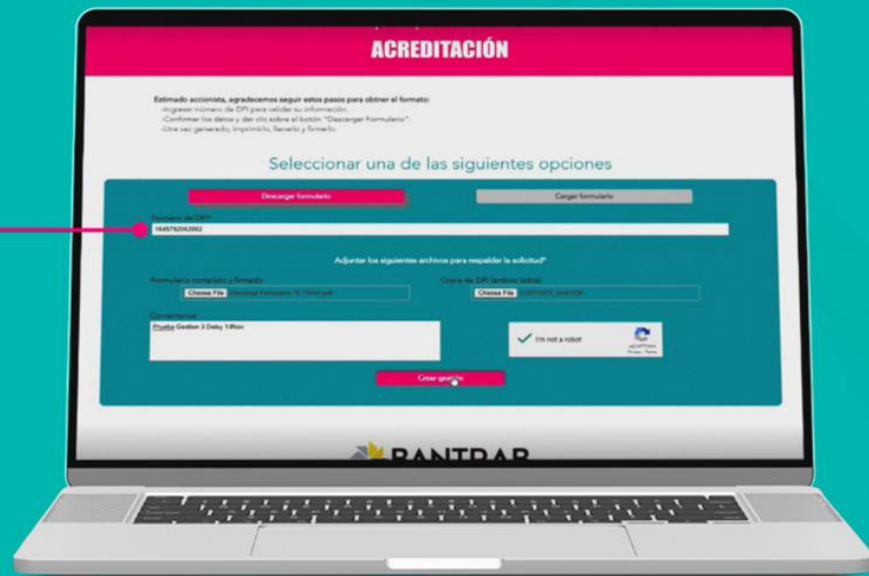 ACREDITACIÓN
Estimado accionista, agradecemos seguir estos pasos para obtner el formato:
-Ingresar número de DPI para validar su información.
-Confirmar los datos y dar clic sobre el botón "Descargar Formulario".
-Una vez generado, imprimirlo, llenarlo y firmarlo.
Seleccionar una de las siguientes opciones
Descargar formulario
Cargar formulario
Número de DPI*
Adjuntar los siguientes archivos para respaldar la solicitud*
Formulario completo y firmado
Copia de DPI (ambos lados)
Choose File
Choose File
Comentarios
Prueba Gestion 3 Daisy 14Nov
I'm not a robot
reCAPTCHA
Privacy - Terms
Crear gestión
BANTRAB